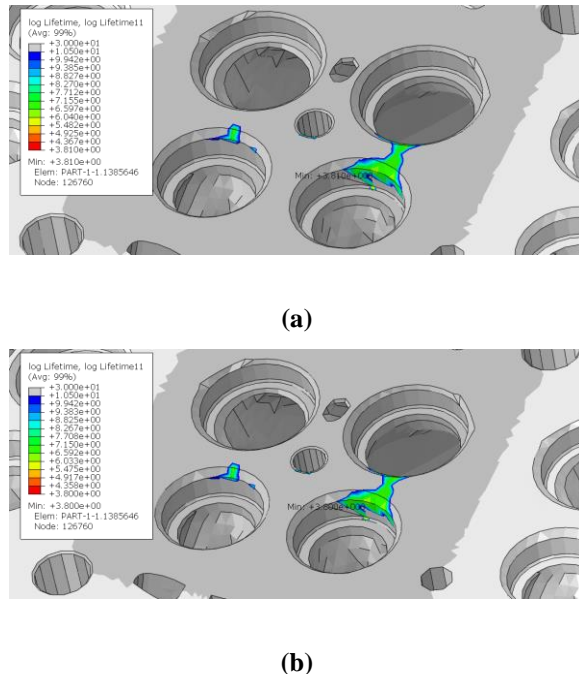 log Lifetime, log Lifetime11
(Avg: 99%)
+3.000e+01
+1.050e+01
+9.942e+00
+9.385e+00
+8.827e+00
+8.270e+00
+7.712e+00
+7.155e+00
+6.597e+00
+6.040e+00
+5.482e+00
+4.925e+00
+4.367e+00
+3.810e+00
Min: +3.810e+00
Elem: PART-1-1.1385646
Node: 126760
Min: +3.810e+00
(a)
log Lifetime, log Lifetime11
(Avg: 99%)
+3.000e+01
+1.050e+01
+9.942e+00
+9.383e+00
+8.825e+00
+8.267e+00
+7.708e+00
+7.150e+00
+6.592e+00
+6.033e+00
+5.475e+00
+4.917e+00
+4.358e+00
+3.800e+00
Min: +3.800e+00
Elem: PART-1-1.1385646
Node: 126760
Min: +3.800e+00
(b)